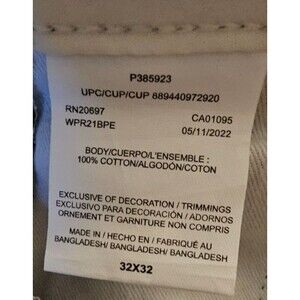 P385923
UPC/CUP/CUP 889440972920
RN20697 CA01095
WPR21BPE 05/11/2022
BODY/CUERPO/L'ENSEMBLE :
100% COTTON/ALGODÓN/COTON
EXCLUSIVE OF DECORATION / TRIMMINGS
EXCLUSIVO PARA DECORACIÓN / ADORNOS
ORNEMENT OR GARNITURE NON COMPRIS
MADE IN / HECHO EN / FABRIQUÉ AU
BANGLADESH/ BANGLADESH/ BANGLADESH
32X32